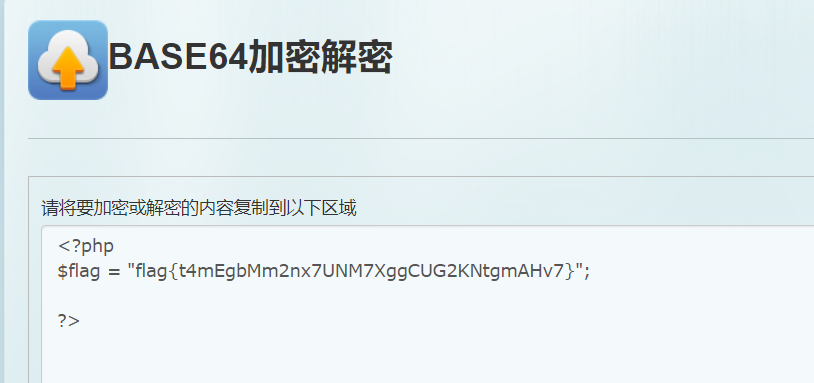 BASE64加密解密
请将要加密或解密的内容复制到以下区域
<?php
$flag = "flag{t4mEgbMm2nx7UNM7XggCUG2KNtgmAHv7}";
?>